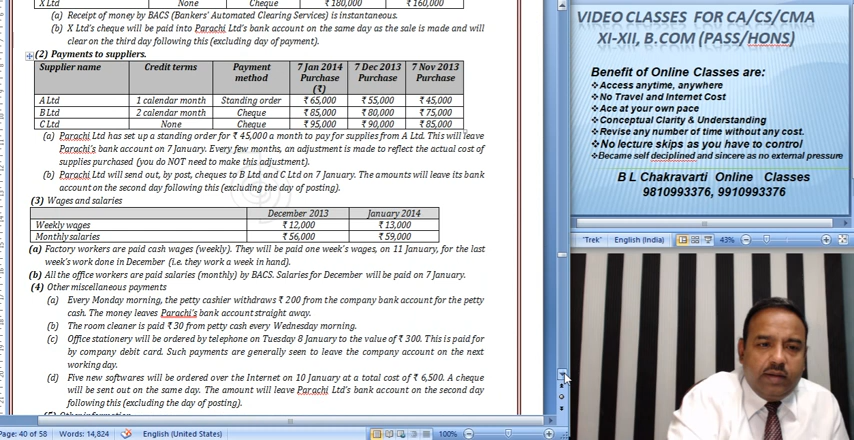 X Ltd None Cheque ₹ 180,000 ₹ 160,000
(a) Receipt of money by BACS (Bankers' Automated Clearing Services) is instantaneous.
(b) X Ltd's cheque will be paid into Parachi Ltd's bank account on the same day as the sale is made and will
clear on the third day following this (excluding day of payment).
(2) Payments to suppliers.
Supplier name Credit terms Payment method 7 Jan 2014 Purchase (₹) 7 Dec 2013 Purchase 7 Nov 2013 Purchase
A Ltd 1 calendar month Standing order ₹ 65,000 ₹ 55,000 ₹ 45,000
B Ltd 2 calendar month Cheque ₹ 85,000 ₹ 80,000 ₹ 75,000
C Ltd None Cheque ₹ 95,000 ₹ 90,000 ₹ 85,000
(a) Parachi Ltd has set up a standing order for ₹ 45,000 a month to pay for supplies from A Ltd. This will leave
Parachi's bank account on 7 January. Every few months, an adjustment is made to reflect the actual cost of
supplies purchased (you do NOT need to make this adjustment).
(b) Parachi Ltd will send out, by post, cheques to B Ltd and C Ltd on 7 January. The amounts will leave its bank
account on the second day following this (excluding the day of posting).
(3) Wages and salaries
December 2013 January 2014
Weekly wages ₹ 12,000 ₹ 13,000
Monthly salaries ₹ 56,000 ₹ 59,000
(a) Factory workers are paid cash wages (weekly). They will be paid one week's wages, on 11 January, for the last
week's work done in December (i.e. they work a week in hand).
(b) All the office workers are paid salaries (monthly) by BACS. Salaries for December will be paid on 7 January.
(4) Other miscellaneous payments
(a) Every Monday morning, the petty cashier withdraws ₹ 200 from the company bank account for the petty
cash. The money leaves Parachi's bank account straight away.
(b) The room cleaner is paid ₹ 30 from petty cash every Wednesday morning.
(c) Office stationery will be ordered by telephone on Tuesday 8 January to the value of ₹ 300. This is paid for
by company debit card. Such payments are generally seen to leave the company account on the next
working day.
(d) Five new softwares will be ordered over the Internet on 10 January at a total cost of ₹ 6,500. A cheque
will be sent out on the same day. The amount will leave Parachi Ltd's bank account on the second day
following this (excluding the day of posting).
(5) Other information
Page: 40 of 58 Words: 14,824 English (United States) 100%
VIDEO CLASSES FOR CA/CS/CMA
XI-XII, B.COM (PASS/HONS)
Benefit of Online Classes are:
Access anytime, anywhere
No Travel and Internet Cost
Ace at your own pace
Conceptual Clarity & Understanding
Revise any number of time without any cost.
No lecture skips as you have to control
Became self deciplined and sincere as no external pressure
B L Chakravarti Online Classes
9810993376, 9910993376
"Trek" English (India) 43%